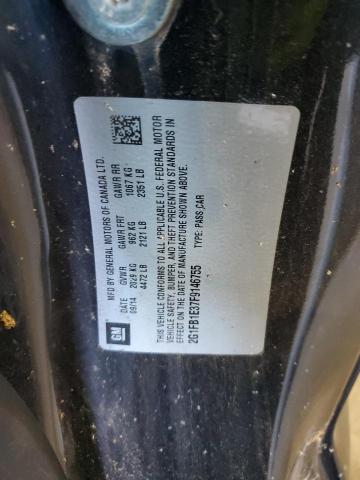 MFD BY GENERAL MOTORS OF CANADA LTD.
DATE GVWR GAWR FRT GAWR RR
09/14 2029 KG 962 KG 1067 KG
4472 LB 2121 LB 2351 LB
THIS VEHICLE CONFORMS TO ALL APPLICABLE U.S. FEDERAL MOTOR
VEHICLE SAFETY, BUMPER, AND THEFT PREVENTION STANDARDS IN
EFFECT ON THE DATE OF MANUFACTURE SHOWN ABOVE.
2G1FB1E37F9146755 TYPE: PASS CAR
GM